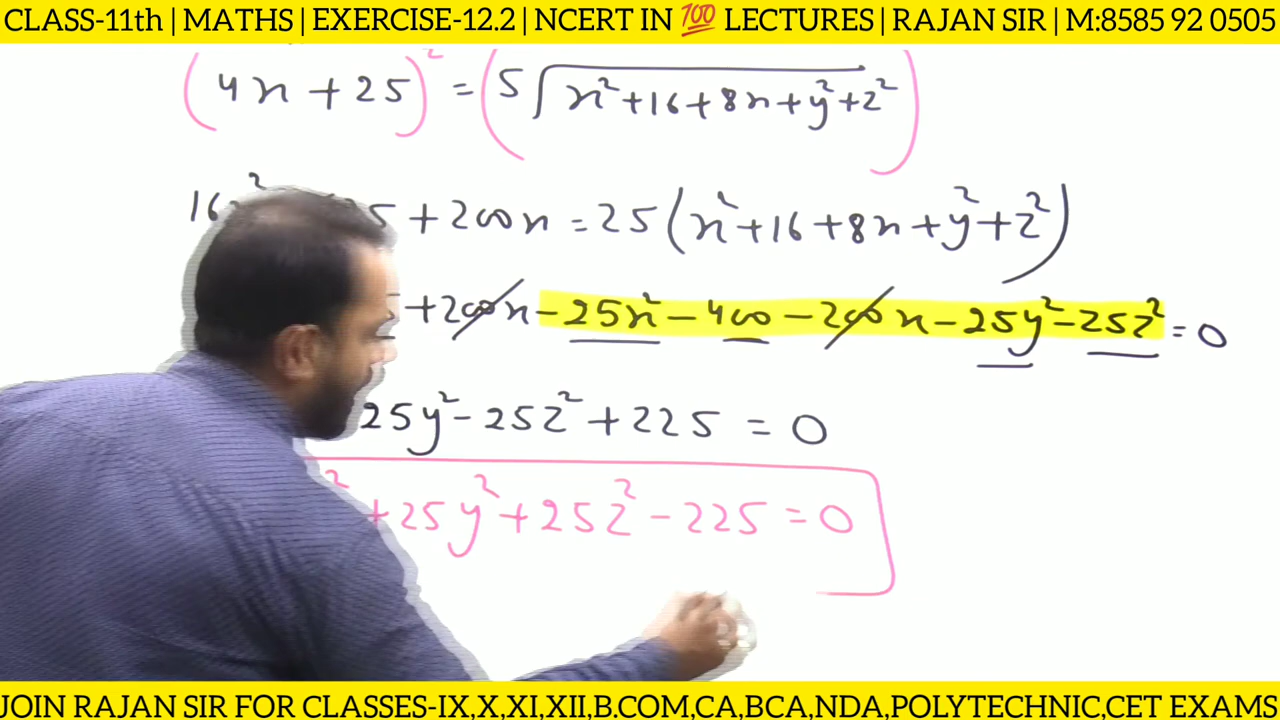 CLASS-11th | MATHS | EXERCISE-12.2 | NCERT IN 💯 LECTURES | RAJAN SIR | M:8585 92 0505
(4x + 25)² = (5√x²+16+8x+y²+z²)
16 + 200x = 25(x²+16+8x+y²+z²)
+200x - 25x² - 400 - 200x - 25y² - 25z² = 0
25y² - 25z² + 225 = 0
² + 25y² + 25z² - 225 = 0
JOIN RAJAN SIR FOR CLASSES-IX,X,XI,XII,B.COM,CA,BCA,NDA,POLYTECHNIC,CET EXAMS